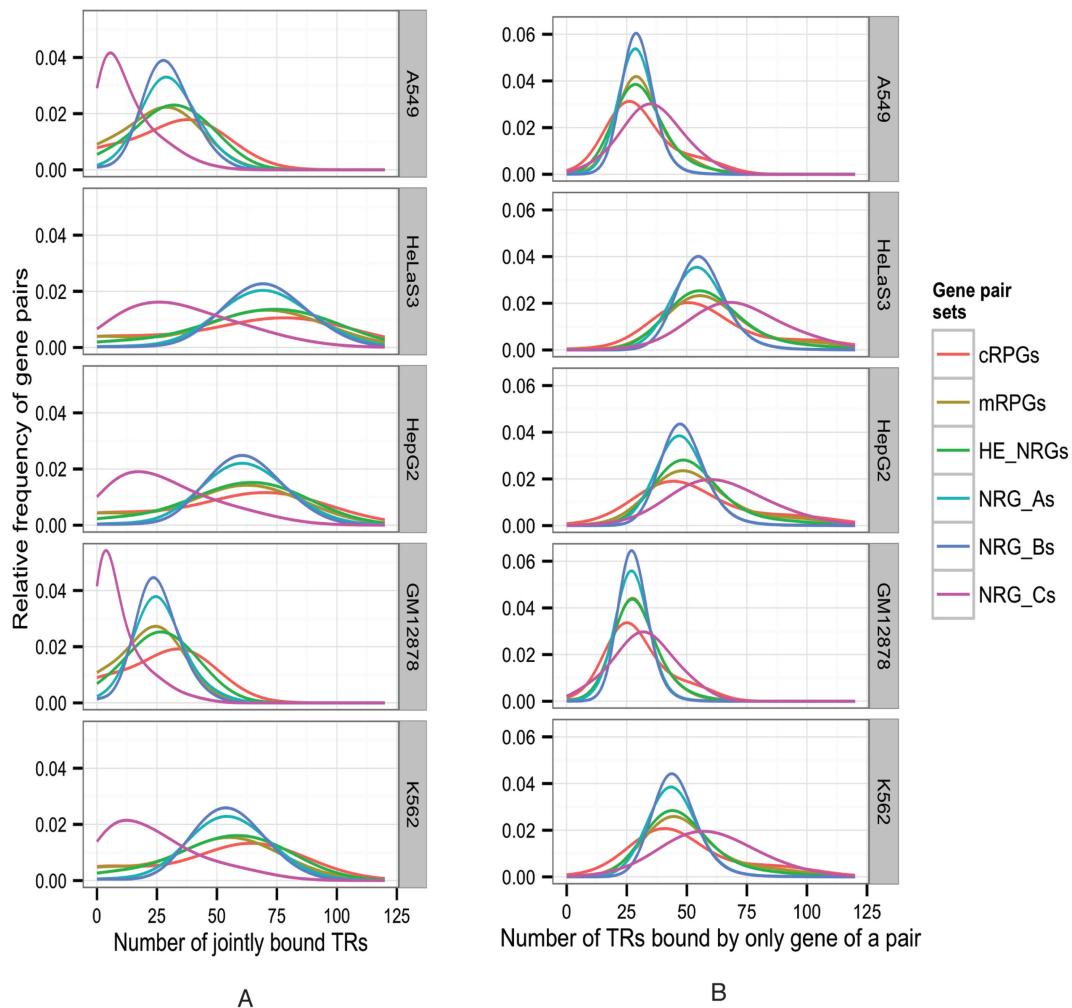 Relative frequency of gene pairs
0.04
0.02
0.00
A549
0.04
0.02
0.00
HeLaS3
0.04
0.02
0.00
HepG2
0.04
0.02
0.00
GM12878
0.04
0.02
0.00
K562
0 25 50 75 100 125
Number of jointly bound TRs
A
0.06
0.04
0.02
0.00
A549
0.06
0.04
0.02
0.00
HeLaS3
0.06
0.04
0.02
0.00
HepG2
0.06
0.04
0.02
0.00
GM12878
0.06
0.04
0.02
0.00
K562
0 25 50 75 100 125
Number of TRs bound by only gene of a pair
B
Gene pair
sets
cRPGs
mRPGs
HE_NRGs
NRG_As
NRG_Bs
NRG_Cs